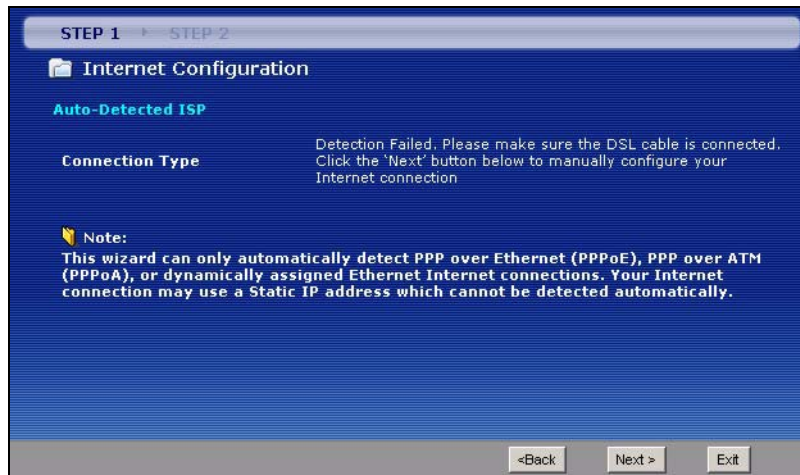 STEP 1 STEP 2
Internet Configuration
Auto-Detected ISP
Connection Type
Detection Failed. Please make sure the DSL cable is connected.
Click the 'Next' button below to manually configure your
Internet connection
Note:
This wizard can only automatically detect PPP over Ethernet (PPPoE), PPP over ATM
(PPPoA), or dynamically assigned Ethernet Internet connections. Your Internet
connection may use a Static IP address which cannot be detected automatically.
<Back Next > Exit